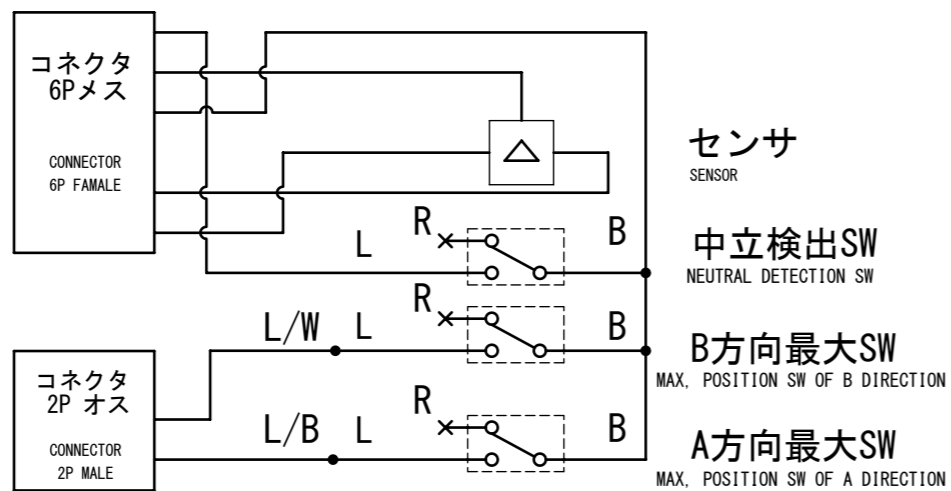 コネクタ
6Pメス
CONNECTOR
6P FAMALE
センサ
SENSOR
R
L
B
中立検出SW
NEUTRAL DETECTION SW
R
L/W
L
B
B方向最大SW
MAX, POSITION SW OF B DIRECTION
コネクタ
2P オス
CONNECTOR
2P MALE
R
L/B
L
B
A方向最大SW
MAX, POSITION SW OF A DIRECTION